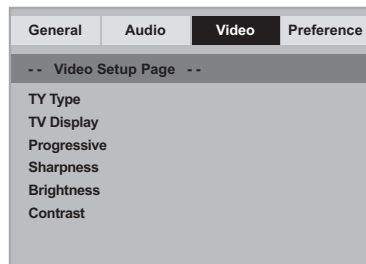 General Audio Video Preference
-- Video Setup Page --
TY Type
TV Display
Progressive
Sharpness
Brightness
Contrast